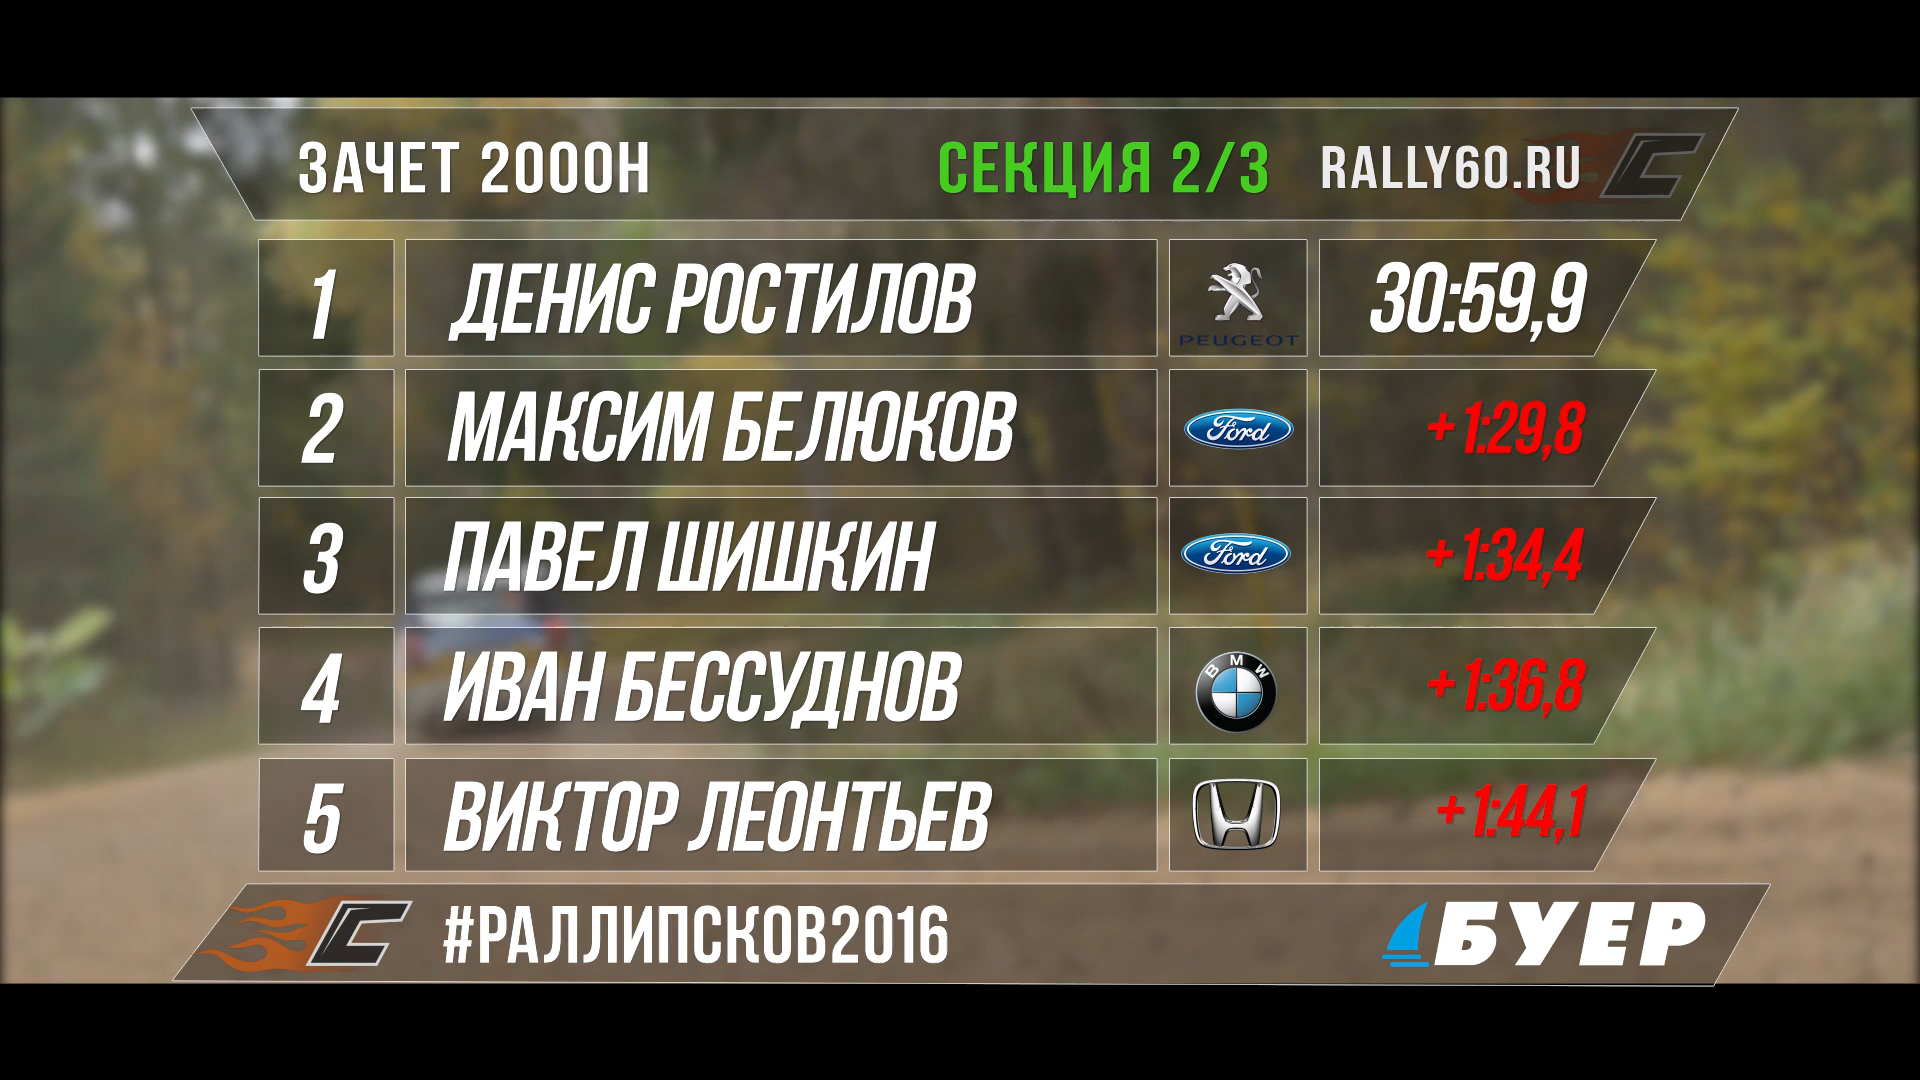 ЗАЧЕТ 2000Н СЕКЦИЯ 2/3 RALLY60.RU
1 ДЕНИС РОСТИЛОВ PEUGEOT 30:59,9
2 МАКСИМ БЕЛЮКОВ Ford +1:29,8
3 ПАВЕЛ ШИШКИН Ford +1:34,4
4 ИВАН БЕССУДНОВ BMW +1:36,8
5 ВИКТОР ЛЕОНТЬЕВ +1:44,1
#РАЛЛИПСКОВ2016 БУЕР